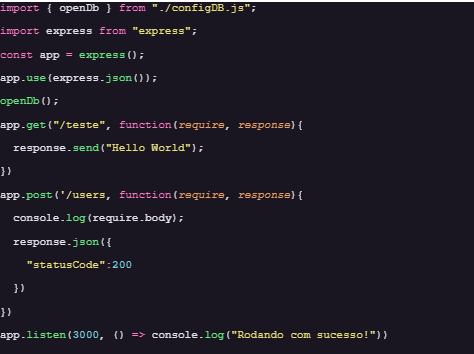 import { openDb } from "./configDB.js";
import express from "express";
const app = express();
app.use(express.json());
openDb();
app.get("/teste", function(require, response){
  response.send("Hello World");
})
app.post('/users, function(require, response){
  console.log(require.body);
  response.json({
    "statusCode":200
  })
})
app.listen(3000, () => console.log("Rodando com sucesso!"))